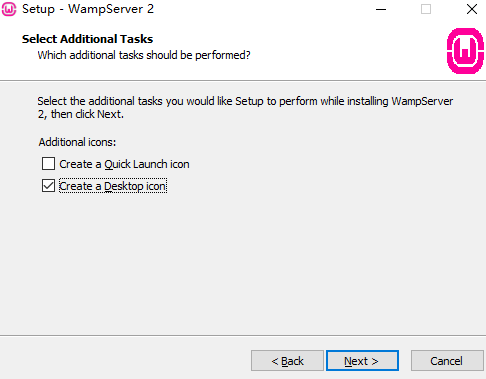 Setup - WampServer 2
Select Additional Tasks
Which additional tasks should be performed?
Select the additional tasks you would like Setup to perform while installing WampServer
2, then click Next.
Additional icons:
Create a Quick Launch icon
Create a Desktop icon
< Back
Next >
Cancel